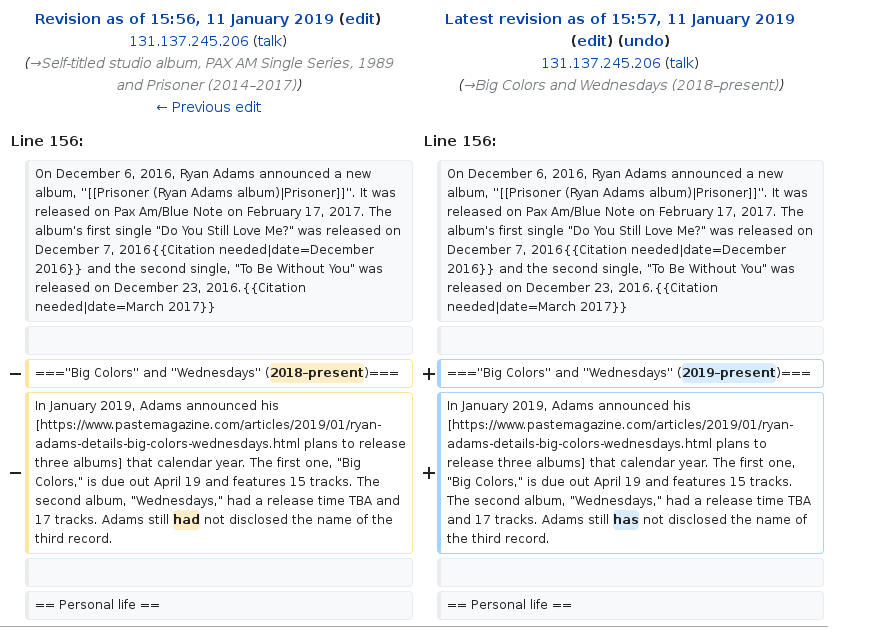 Revision as of 15:56, 11 January 2019 (edit)
131.137.245.206 (talk)
(→Self-titled studio album, PAX AM Single Series, 1989
and Prisoner (2014–2017))
← Previous edit
Latest revision as of 15:57, 11 January 2019
(edit) (undo)
131.137.245.206 (talk)
(→Big Colors and Wednesdays (2018–present))
Line 156:
Line 156:
On December 6, 2016, Ryan Adams announced a new
album, ''[[Prisoner (Ryan Adams album)|Prisoner]]''. It was
released on Pax Am/Blue Note on February 17, 2017. The
album's first single "Do You Still Love Me?" was released on
December 7, 2016{{Citation needed|date=December
2016}} and the second single, "To Be Without You" was
released on December 23, 2016.{{Citation
needed|date=March 2017}}
On December 6, 2016, Ryan Adams announced a new
album, ''[[Prisoner (Ryan Adams album)|Prisoner]]''. It was
released on Pax Am/Blue Note on February 17, 2017. The
album's first single "Do You Still Love Me?" was released on
December 7, 2016{{Citation needed|date=December
2016}} and the second single, "To Be Without You" was
released on December 23, 2016.{{Citation
needed|date=March 2017}}
− ==="Big Colors" and "Wednesdays" (2018–present)===
+ ==="Big Colors" and "Wednesdays" (2019–present)===
In January 2019, Adams announced his
[https://www.pastemagazine.com/articles/2019/01/ryan-
adams-details-big-colors-wednesdays.html plans to release
three albums] that calendar year. The first one, "Big
− Colors," is due out April 19 and features 15 tracks. The
second album, "Wednesdays," had a release time TBA and
17 tracks. Adams still had not disclosed the name of the
third record.
In January 2019, Adams announced his
[https://www.pastemagazine.com/articles/2019/01/ryan-
adams-details-big-colors-wednesdays.html plans to
release three albums] that calendar year. The first one,
+ "Big Colors," is due out April 19 and features 15 tracks.
The second album, "Wednesdays," had a release time TBA
and 17 tracks. Adams still has not disclosed the name of
the third record.
== Personal life ==
== Personal life ==